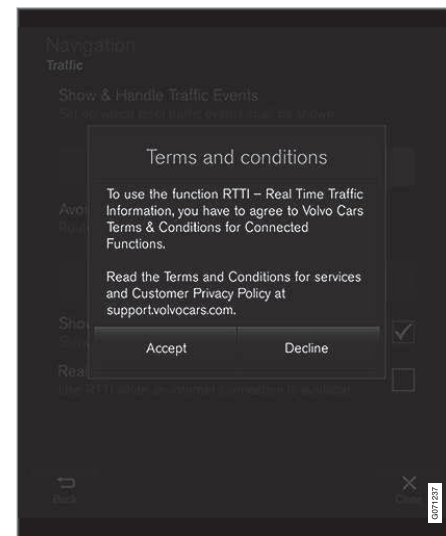 Navigation
Traffic
Show & Handle Traffic Events
Terms and conditions
To use the function RTTI – Real Time Traffic
Information, you have to agree to Volvo Cars
Terms & Conditions for Connected
Functions.
Read the Terms and Conditions for services
and Customer Privacy Policy at
support.volvocars.com.
Accept
Decline
Back
Close
G071237